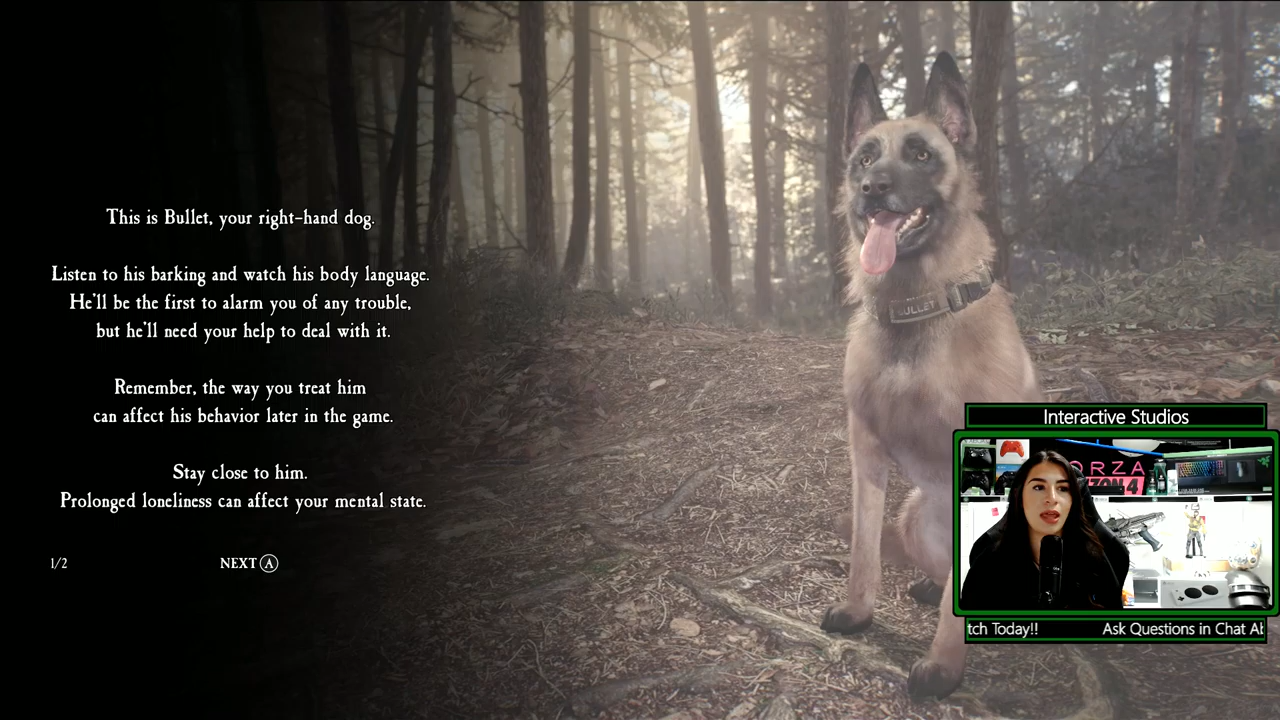 This is Bullet, your right-hand dog.
Listen to his barking and watch his body language.
He'll be the first to alarm you of any trouble,
but he'll need your help to deal with it.
Remember, the way you treat him
can affect his behavior later in the game.
Stay close to him.
Prolonged loneliness can affect your mental state.
1/2
NEXT A
BULLET
Interactive Studios
ORZA
ZON 4
tch Today!! Ask Questions in Chat Ab